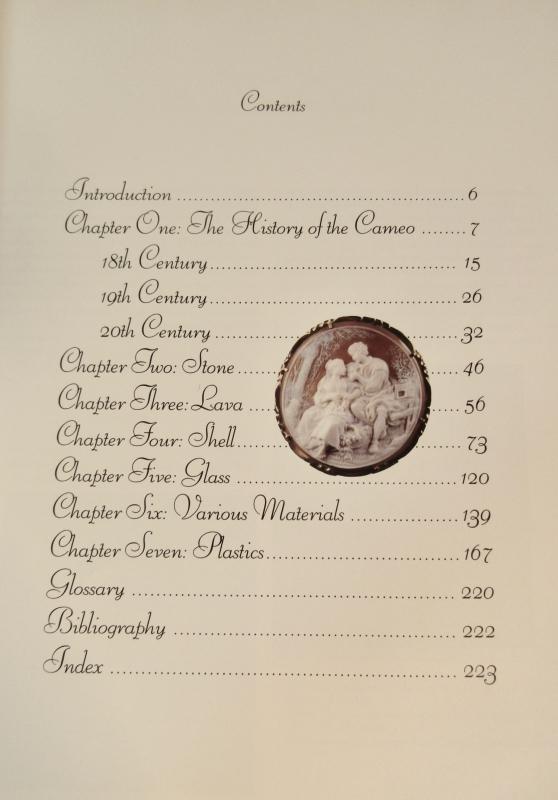 Contents
Introduction ........................................ 6
Chapter One: The History of the Cameo ........ 7
18th Century.................................... 15
19th Century.................................... 26
20th Century .................................... 32
Chapter Two: Stone .................................... 46
Chapter Three: Lava .................................... 56
Chapter Four: Shell.................................... 73
Chapter Five: Glass .................................... 120
Chapter Six: Various Materials .................. 139
Chapter Seven: Plastics............................ 167
Glossary ............................................... 220
Bibliography ......................................... 222
Index .................................................. 223